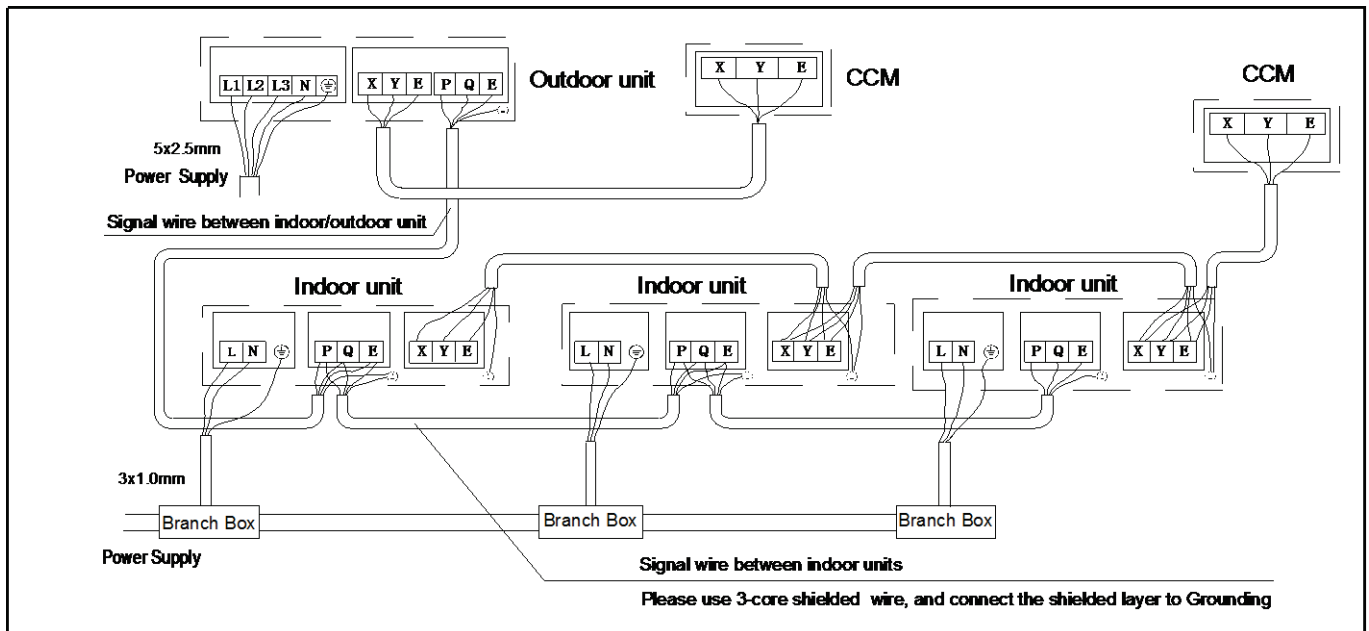 L1 L2 L3 N
X Y E P Q E
Outdoor unit
X Y E
CCM
CCM
X Y E
5x2.5mm
Power Supply
Signal wire between indoor/outdoor unit
Indoor unit
Indoor unit
Indoor unit
L N
P Q E
X Y E
L N
P Q E
X Y E
L N
P Q E
X Y E
3x1.0mm
Branch Box
Branch Box
Branch Box
Power Supply
Signal wire between indoor units
Please use 3-core shielded wire, and connect the shielded layer to Grounding